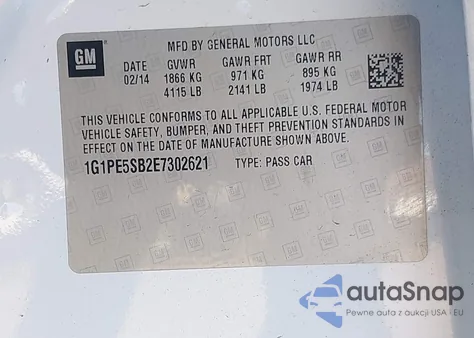 GM
MFD BY GENERAL MOTORS LLC
DATE GVWR GAWR FRT GAWR RR
02/14 1866 KG 971 KG 895 KG
4115 LB 2141 LB 1974 LB
THIS VEHICLE CONFORMS TO ALL APPLICABLE U.S. FEDERAL MOTOR
VEHICLE SAFETY, BUMPER, AND THEFT PREVENTION STANDARDS IN
EFFECT ON THE DATE OF MANUFACTURE SHOWN ABOVE.
1G1PE5SB2E7302621 TYPE: PASS CAR
autoSnap
Pewne auta z aukcji USA i EU